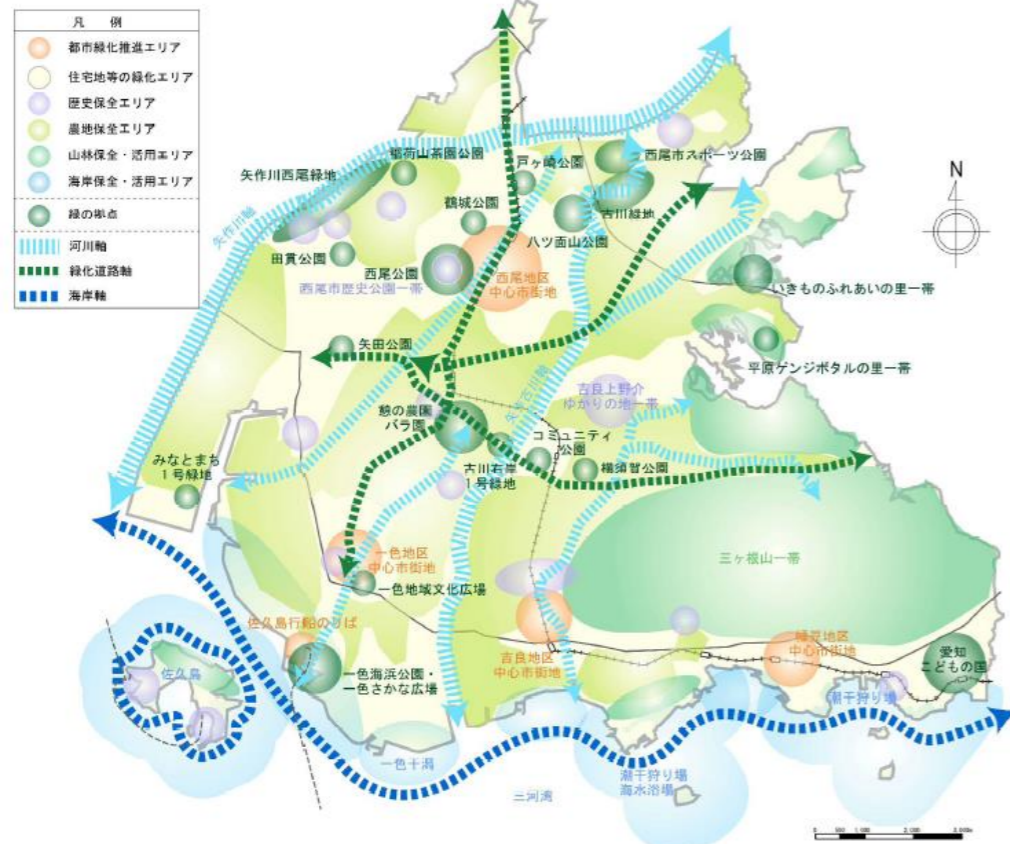 凡　例
都市緑化推進エリア
住宅地等の緑化エリア
歴史保全エリア
農地保全エリア
山林保全・活用エリア
海岸保全・活用エリア
緑の拠点
河川軸
緑化道路軸
海岸軸
N
稲荷山茶園公園
戸ヶ崎公園
西尾市スポーツ公園
矢作川西尾緑地
矢作川軸
鶴城公園
古川緑地
八ツ面山公園
田貫公園
西尾公園
西尾市歴史公園一帯
西尾地区
中心市街地
いきものふれあいの里一帯
矢田公園
平原ゲンジボタルの里一帯
矢作古川軸
吉良上野介
ゆかりの地一帯
憩の農園
バラ園
コミュニティ
公園
みなとまち
1号緑地
古川右岸
1号緑地
横須賀公園
一色地区
中心市街地
三ヶ根山一帯
一色地域文化広場
佐久島行船のりば
佐久島
吉良地区
中心市街地
幡豆地区
中心市街地
愛知
こどもの国
一色海浜公園・
一色さかな広場
潮干狩り場
一色干潟
潮干狩り場
海水浴場
三河湾
0 500 1,000 2,000 3,000m